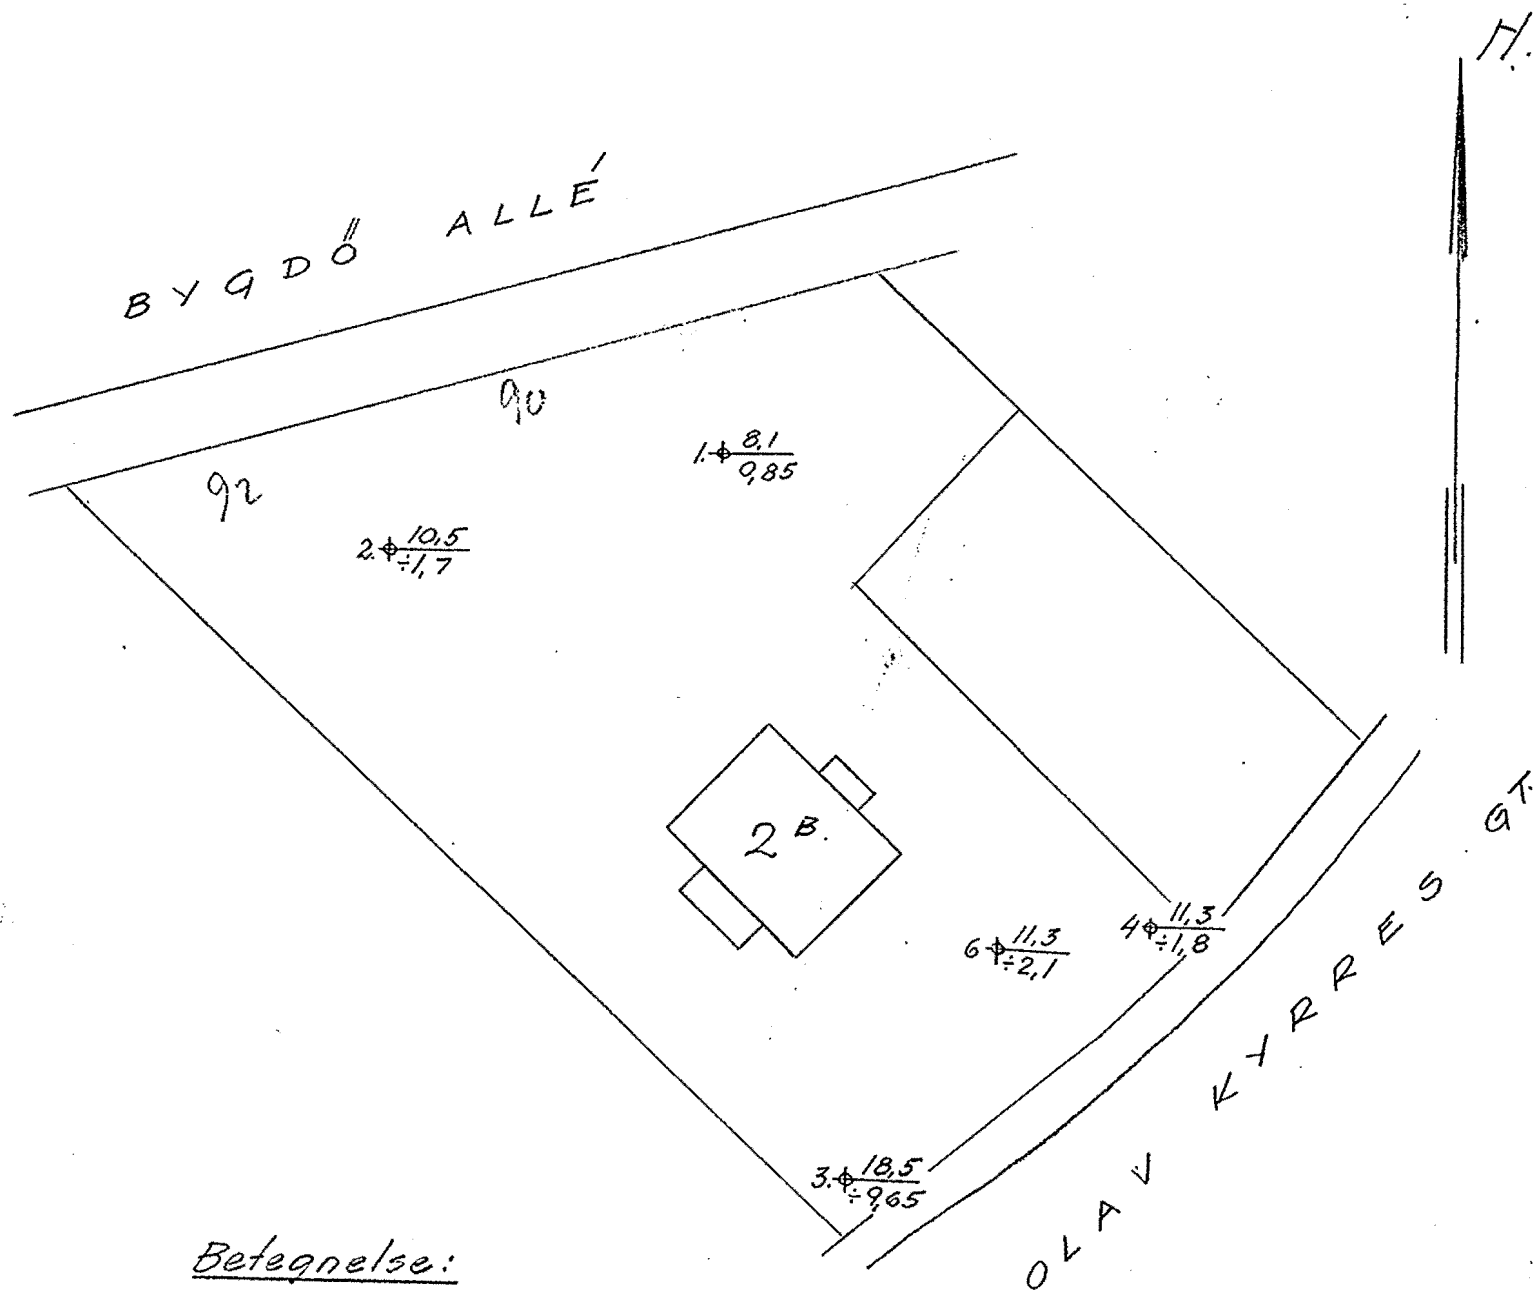 N.
BYGDŐ ALLÉ
90
92
1. 8,1
0,85
2. 10,5
÷1,7
2 B.
4 11,3
÷1,8
6 11,3
÷2,1
3. 18,5
÷9,65
OLAV KYRRES GT.
Betegnelse: